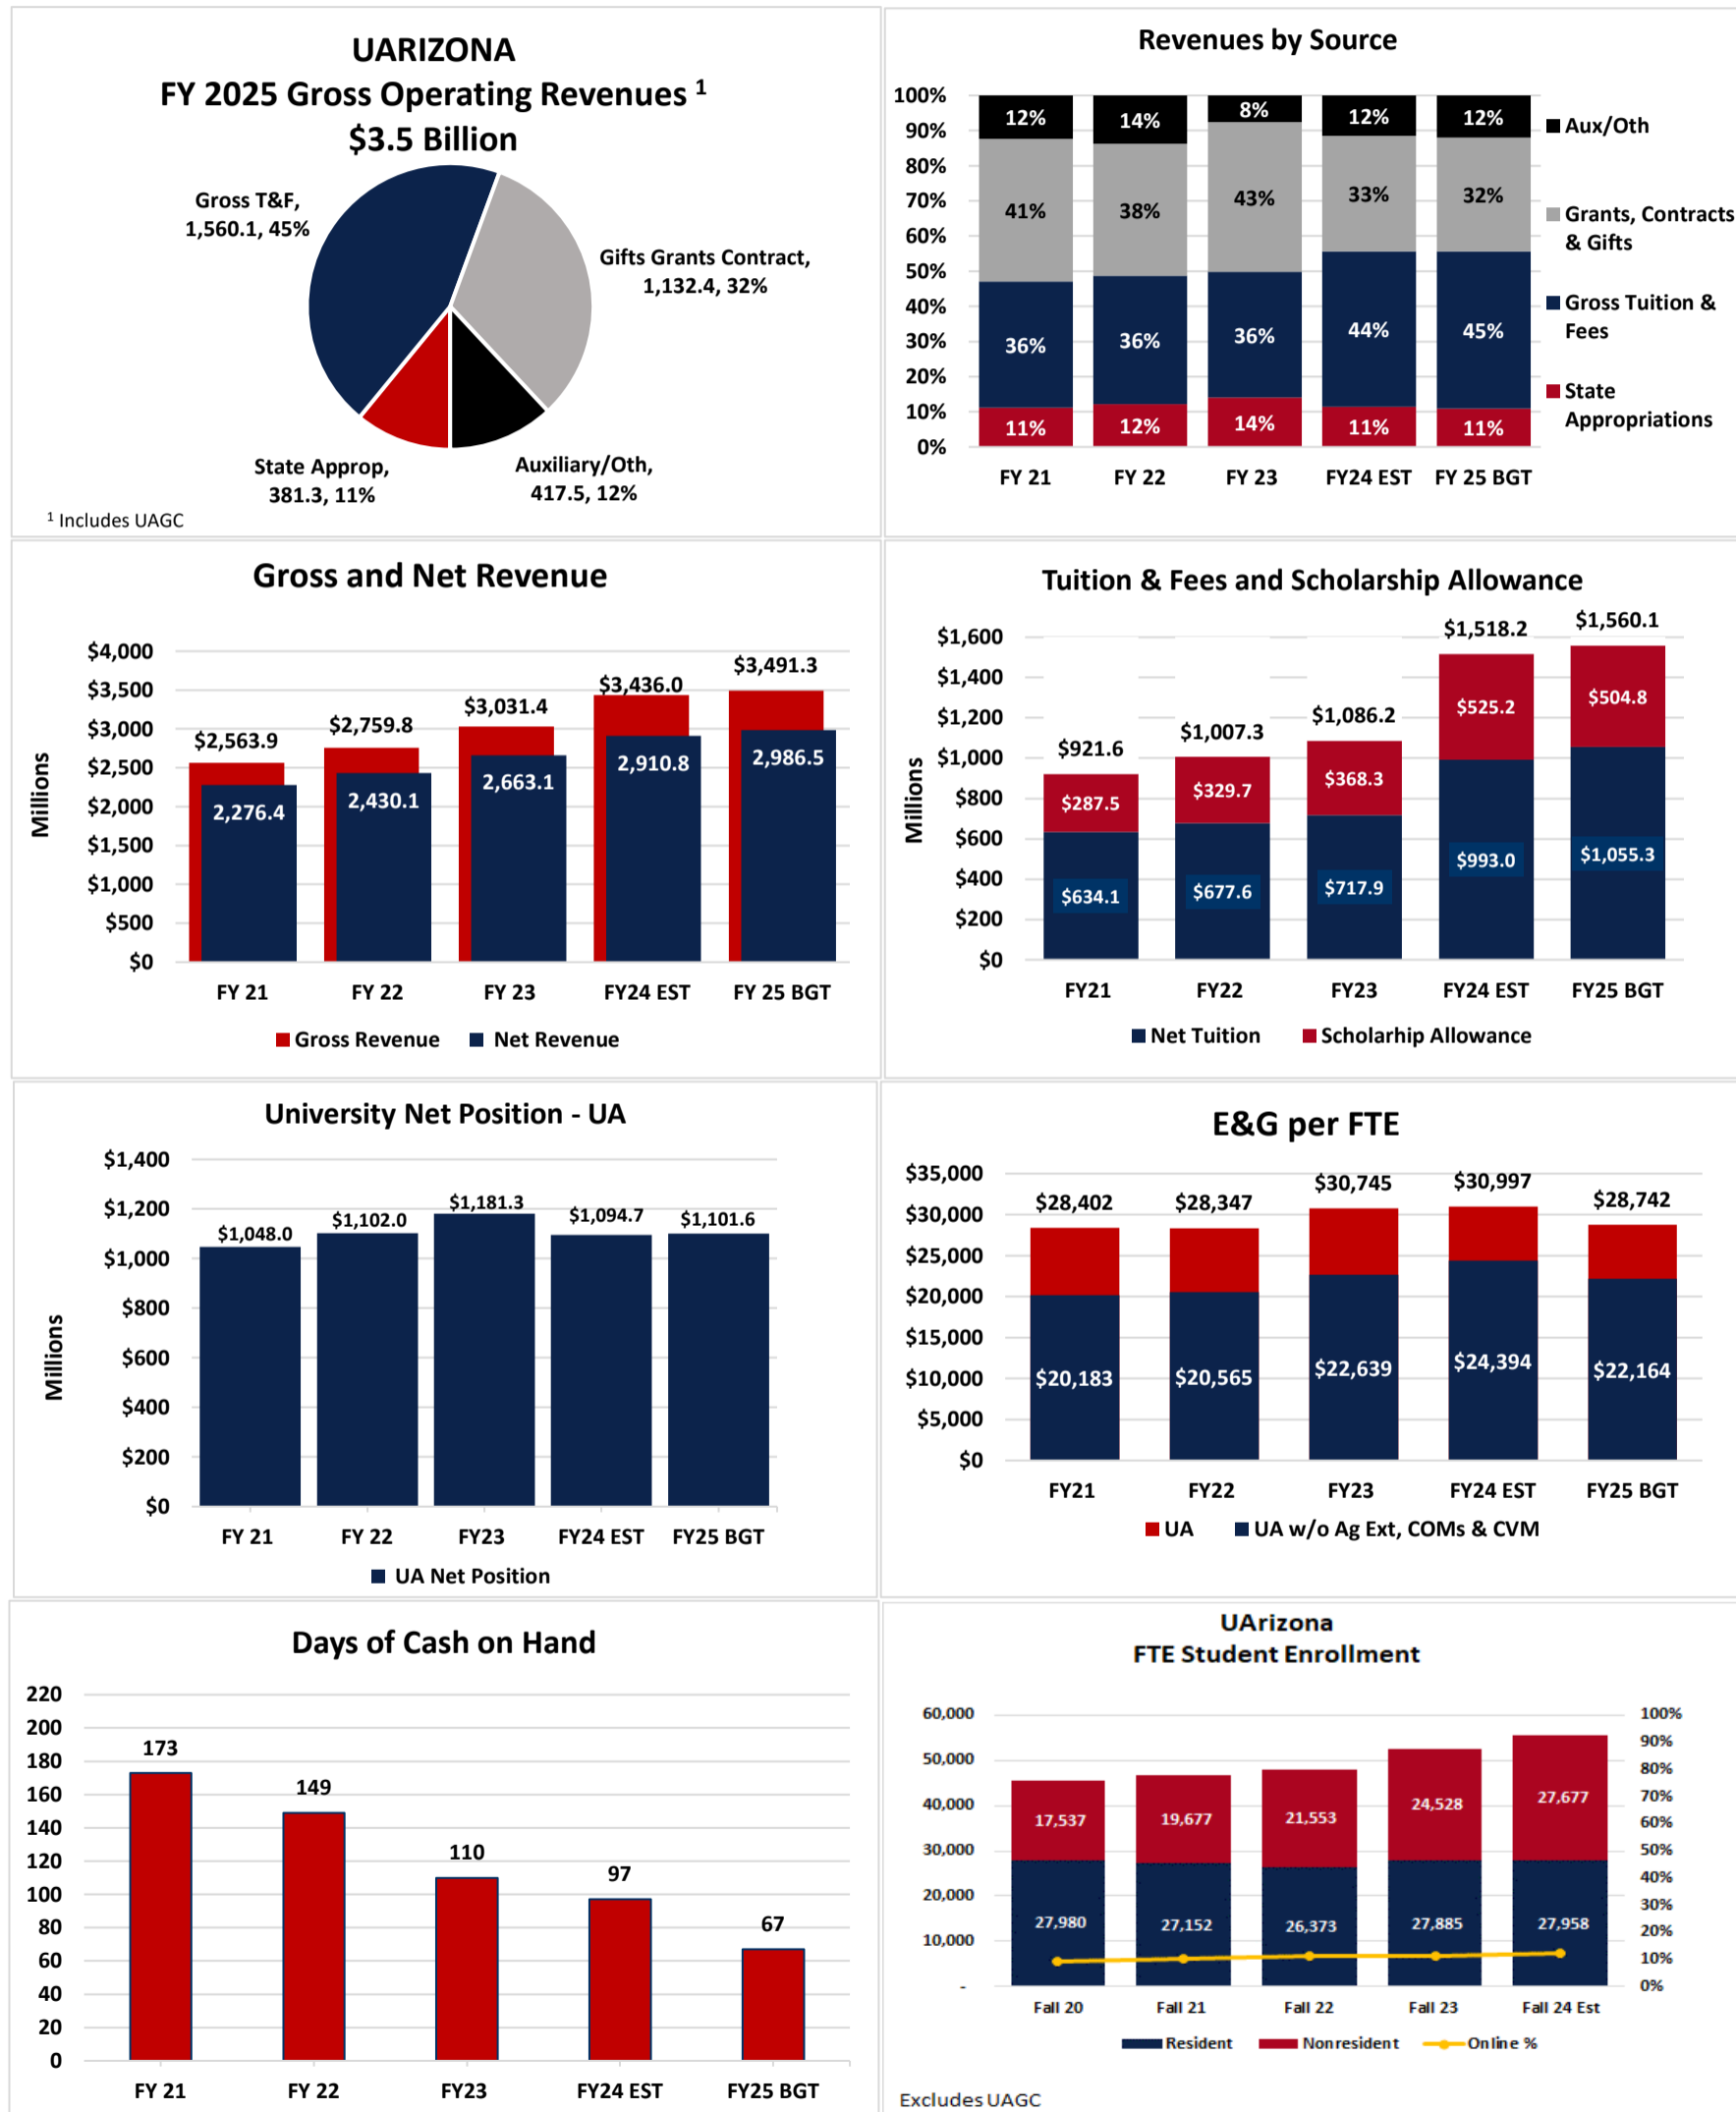 UARIZONA
FY 2025 Gross Operating Revenues 1
$3.5 Billion
Gross T&F,
1,560.1, 45%
Gifts Grants Contract,
1,132.4, 32%
State Approp,
381.3, 11%
Auxiliary/Oth,
417.5, 12%
1 Includes UAGC
Revenues by Source
100%
90%
80%
70%
60%
50%
40%
30%
20%
10%
0%
12% 14% 8% 12% 12%
41% 38% 43% 33% 32%
36% 36% 36% 44% 45%
11% 12% 14% 11% 11%
FY 21 FY 22 FY 23 FY24 EST FY 25 BGT
Aux/Oth
Grants, Contracts
& Gifts
Gross Tuition &
Fees
State
Appropriations
Gross and Net Revenue
Millions
$4,000
$3,500
$3,000
$2,500
$2,000
$1,500
$1,000
$500
$0
$2,563.9 $2,759.8 $3,031.4 $3,436.0 $3,491.3
2,276.4 2,430.1 2,663.1 2,910.8 2,986.5
FY 21 FY 22 FY 23 FY24 EST FY 25 BGT
Gross Revenue Net Revenue
Tuition & Fees and Scholarship Allowance
Millions
$1,600
$1,400
$1,200
$1,000
$800
$600
$400
$200
$0
$921.6 $1,007.3 $1,086.2 $1,518.2 $1,560.1
$287.5 $329.7 $368.3 $525.2 $504.8
$634.1 $677.6 $717.9 $993.0 $1,055.3
FY21 FY22 FY23 FY24 EST FY25 BGT
Net Tuition Scholarhip Allowance
University Net Position - UA
Millions
$1,400
$1,200
$1,000
$800
$600
$400
$200
$0
$1,048.0 $1,102.0 $1,181.3 $1,094.7 $1,101.6
FY 21 FY 22 FY23 FY24 EST FY25 BGT
UA Net Position
E&G per FTE
$35,000
$30,000
$25,000
$20,000
$15,000
$10,000
$5,000
$0
$28,402 $28,347 $30,745 $30,997 $28,742
$20,183 $20,565 $22,639 $24,394 $22,164
FY21 FY22 FY23 FY24 EST FY25 BGT
UA UA w/o Ag Ext, COMs & CVM
Days of Cash on Hand
220
200
180
160
140
120
100
80
60
40
20
0
173 149 110 97 67
FY 21 FY 22 FY23 FY24 EST FY25 BGT
UArizona
FTE Student Enrollment
60,000
50,000
40,000
30,000
20,000
10,000
-
17,537 19,677 21,553 24,528 27,677
27,980 27,152 26,373 27,885 27,958
100%
90%
80%
70%
60%
50%
40%
30%
20%
10%
0%
Fall 20 Fall 21 Fall 22 Fall 23 Fall 24 Est
Resident Nonresident Online %
Excludes UAGC